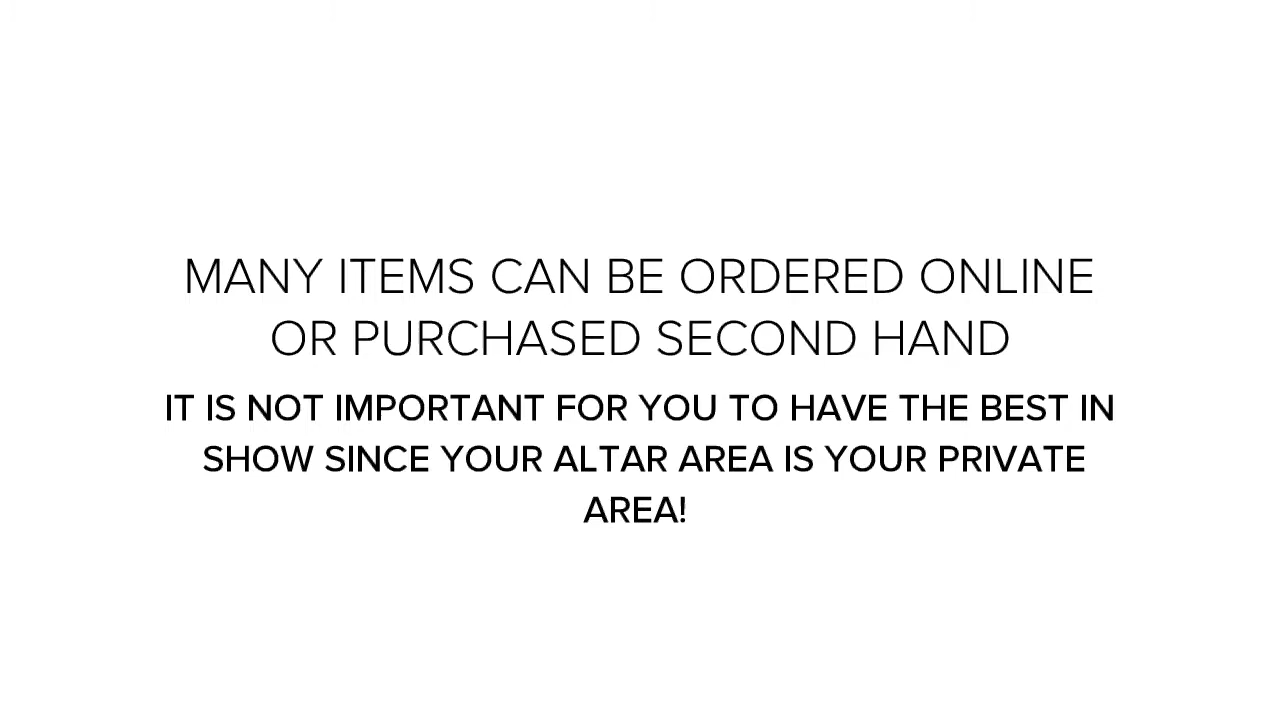 MANY ITEMS CAN BE ORDERED ONLINE
OR PURCHASED SECOND HAND
IT IS NOT IMPORTANT FOR YOU TO HAVE THE BEST IN
SHOW SINCE YOUR ALTAR AREA IS YOUR PRIVATE
AREA!